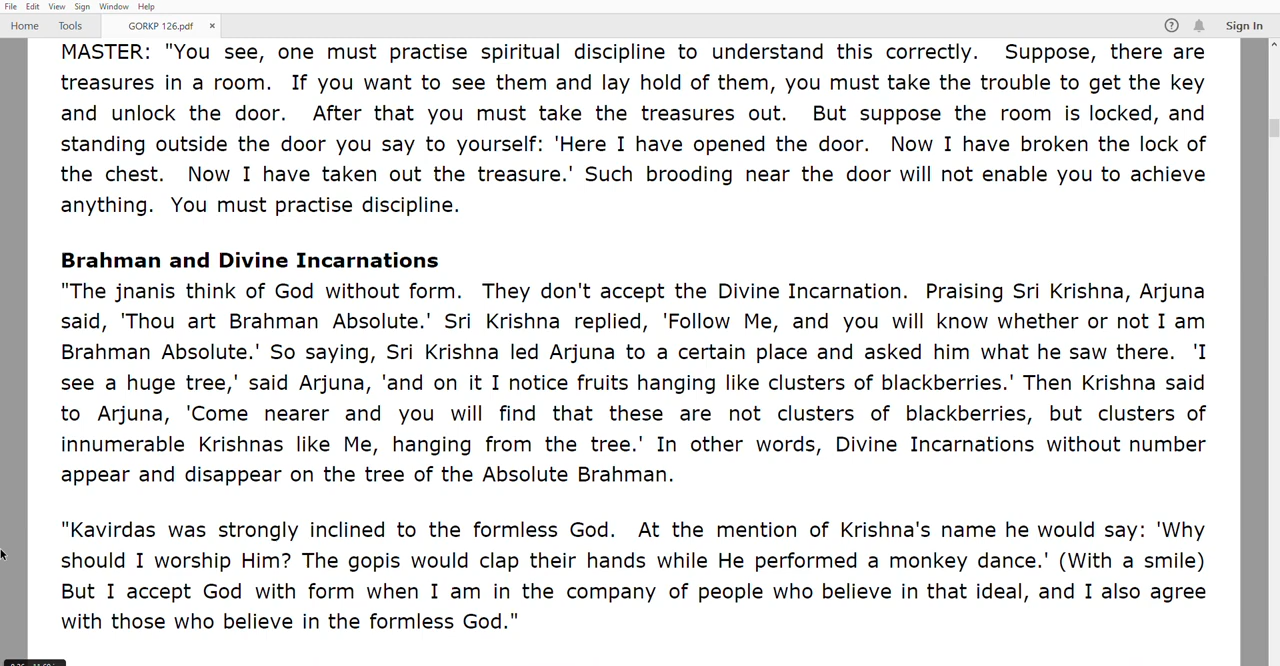 File Edit View Sign Window Help
Home Tools GORKP 126.pdf × ? Sign In
MASTER: "You see, one must practise spiritual discipline to understand this correctly. Suppose, there are
treasures in a room. If you want to see them and lay hold of them, you must take the trouble to get the key
and unlock the door. After that you must take the treasures out. But suppose the room is locked, and
standing outside the door you say to yourself: 'Here I have opened the door. Now I have broken the lock of
the chest. Now I have taken out the treasure.' Such brooding near the door will not enable you to achieve
anything. You must practise discipline.
Brahman and Divine Incarnations
"The jnanis think of God without form. They don't accept the Divine Incarnation. Praising Sri Krishna, Arjuna
said, 'Thou art Brahman Absolute.' Sri Krishna replied, 'Follow Me, and you will know whether or not I am
Brahman Absolute.' So saying, Sri Krishna led Arjuna to a certain place and asked him what he saw there. 'I
see a huge tree,' said Arjuna, 'and on it I notice fruits hanging like clusters of blackberries.' Then Krishna said
to Arjuna, 'Come nearer and you will find that these are not clusters of blackberries, but clusters of
innumerable Krishnas like Me, hanging from the tree.' In other words, Divine Incarnations without number
appear and disappear on the tree of the Absolute Brahman.
"Kavirdas was strongly inclined to the formless God. At the mention of Krishna's name he would say: 'Why
should I worship Him? The gopis would clap their hands while He performed a monkey dance.' (With a smile)
But I accept God with form when I am in the company of people who believe in that ideal, and I also agree
with those who believe in the formless God."